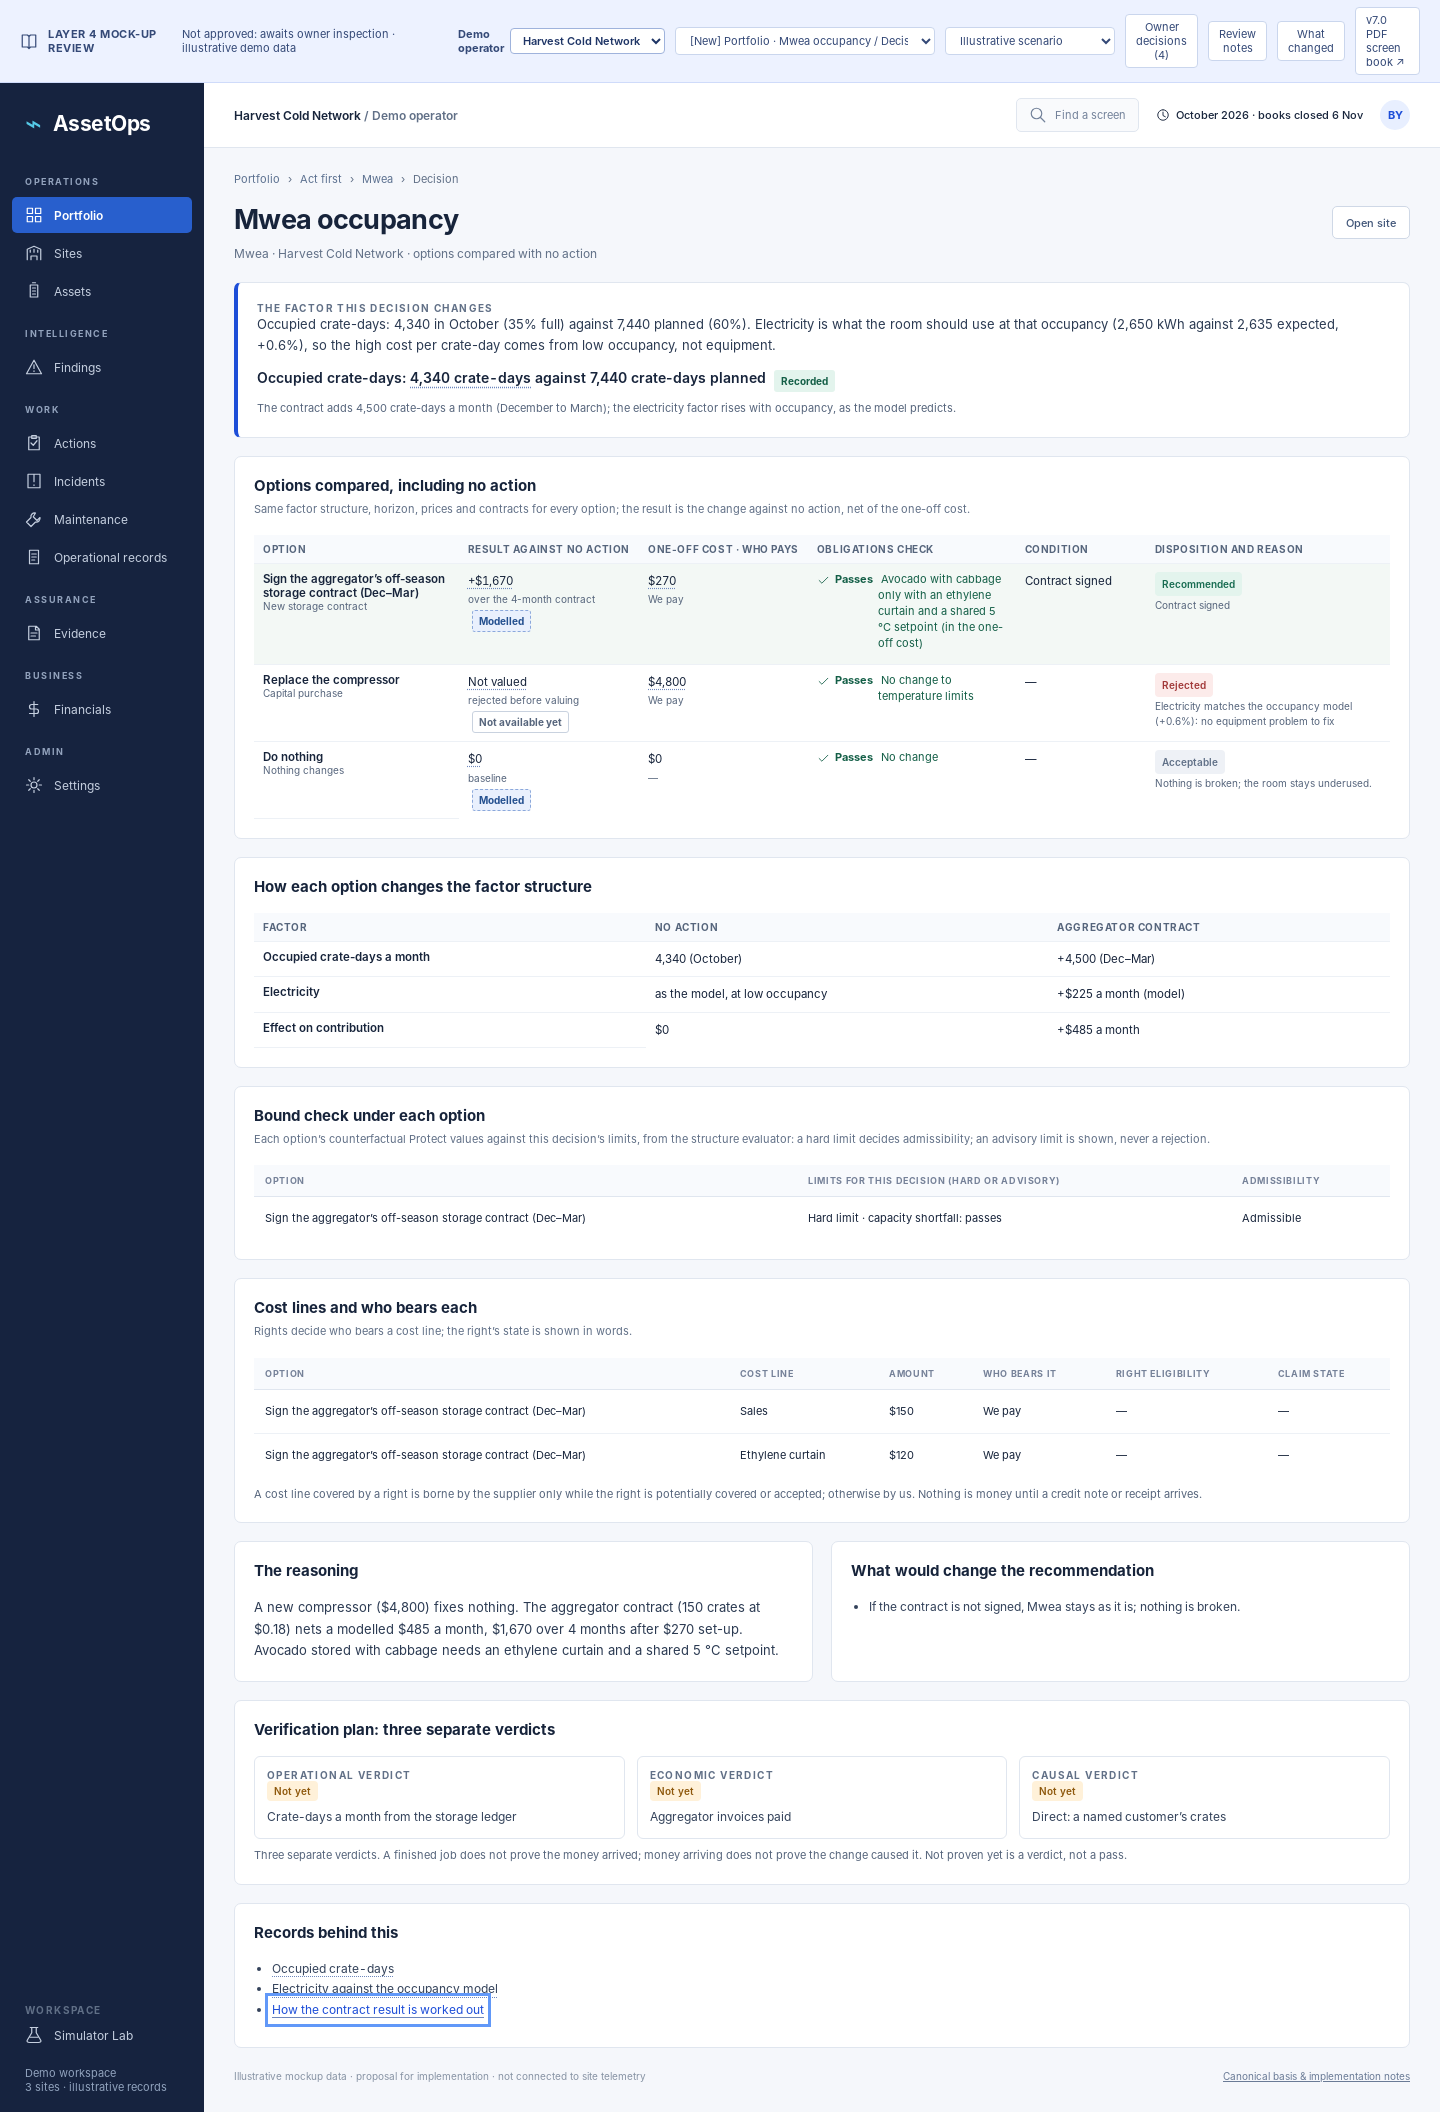 LAYER 4 MOCK-UP
REVIEW
Not approved: awaits owner inspection ·
illustrative demo data
Demo
operator
Harvest Cold Network
[New] Portfolio · Mwea occupancy / Decis
Illustrative scenario
Owner
decisions
(4)
Review
notes
What
changed
v7.0
PDF
screen
book ↗
AssetOps
Harvest Cold Network / Demo operator
Find a screen
October 2026 · books closed 6 Nov
BY
OPERATIONS
Portfolio
Sites
Assets
INTELLIGENCE
Findings
WORK
Actions
Incidents
Maintenance
Operational records
ASSURANCE
Evidence
BUSINESS
Financials
ADMIN
Settings
WORKSPACE
Simulator Lab
Demo workspace
3 sites · illustrative records
Portfolio › Act first › Mwea › Decision
Mwea occupancy
Open site
Mwea · Harvest Cold Network · options compared with no action
THE FACTOR THIS DECISION CHANGES
Occupied crate-days: 4,340 in October (35% full) against 7,440 planned (60%). Electricity is what the room should use at that occupancy (2,650 kWh against 2,635 expected,
+0.6%), so the high cost per crate-day comes from low occupancy, not equipment.
Occupied crate-days: 4,340 crate-days against 7,440 crate-days planned Recorded
The contract adds 4,500 crate-days a month (December to March); the electricity factor rises with occupancy, as the model predicts.
Options compared, including no action
Same factor structure, horizon, prices and contracts for every option; the result is the change against no action, net of the one-off cost.
OPTION RESULT AGAINST NO ACTION ONE-OFF COST · WHO PAYS OBLIGATIONS CHECK CONDITION DISPOSITION AND REASON
Sign the aggregator’s off-season
storage contract (Dec–Mar)
New storage contract
+$1,670
over the 4-month contract
Modelled
$270
We pay
Passes Avocado with cabbage
only with an ethylene
curtain and a shared 5
°C setpoint (in the one-
off cost)
Contract signed
Recommended
Contract signed
Replace the compressor
Capital purchase
Not valued
rejected before valuing
Not available yet
$4,800
We pay
Passes No change to
temperature limits
—
Rejected
Electricity matches the occupancy model
(+0.6%): no equipment problem to fix
Do nothing
Nothing changes
$0
baseline
Modelled
$0
—
Passes No change
—
Acceptable
Nothing is broken; the room stays underused.
How each option changes the factor structure
FACTOR NO ACTION AGGREGATOR CONTRACT
Occupied crate-days a month 4,340 (October) +4,500 (Dec–Mar)
Electricity as the model, at low occupancy +$225 a month (model)
Effect on contribution $0 +$485 a month
Bound check under each option
Each option’s counterfactual Protect values against this decision’s limits, from the structure evaluator: a hard limit decides admissibility; an advisory limit is shown, never a rejection.
OPTION LIMITS FOR THIS DECISION (HARD OR ADVISORY) ADMISSIBILITY
Sign the aggregator’s off-season storage contract (Dec–Mar) Hard limit · capacity shortfall: passes Admissible
Cost lines and who bears each
Rights decide who bears a cost line; the right’s state is shown in words.
OPTION COST LINE AMOUNT WHO BEARS IT RIGHT ELIGIBILITY CLAIM STATE
Sign the aggregator’s off-season storage contract (Dec–Mar) Sales $150 We pay — —
Sign the aggregator’s off-season storage contract (Dec–Mar) Ethylene curtain $120 We pay — —
A cost line covered by a right is borne by the supplier only while the right is potentially covered or accepted; otherwise by us. Nothing is money until a credit note or receipt arrives.
The reasoning
A new compressor ($4,800) fixes nothing. The aggregator contract (150 crates at
$0.18) nets a modelled $485 a month, $1,670 over 4 months after $270 set-up.
Avocado stored with cabbage needs an ethylene curtain and a shared 5 °C setpoint.
What would change the recommendation
• If the contract is not signed, Mwea stays as it is; nothing is broken.
Verification plan: three separate verdicts
OPERATIONAL VERDICT
Not yet
Crate-days a month from the storage ledger
ECONOMIC VERDICT
Not yet
Aggregator invoices paid
CAUSAL VERDICT
Not yet
Direct: a named customer’s crates
Three separate verdicts. A finished job does not prove the money arrived; money arriving does not prove the change caused it. Not proven yet is a verdict, not a pass.
Records behind this
• Occupied crate-days
• Electricity against the occupancy model
• How the contract result is worked out
Illustrative mockup data · proposal for implementation · not connected to site telemetry
Canonical basis & implementation notes